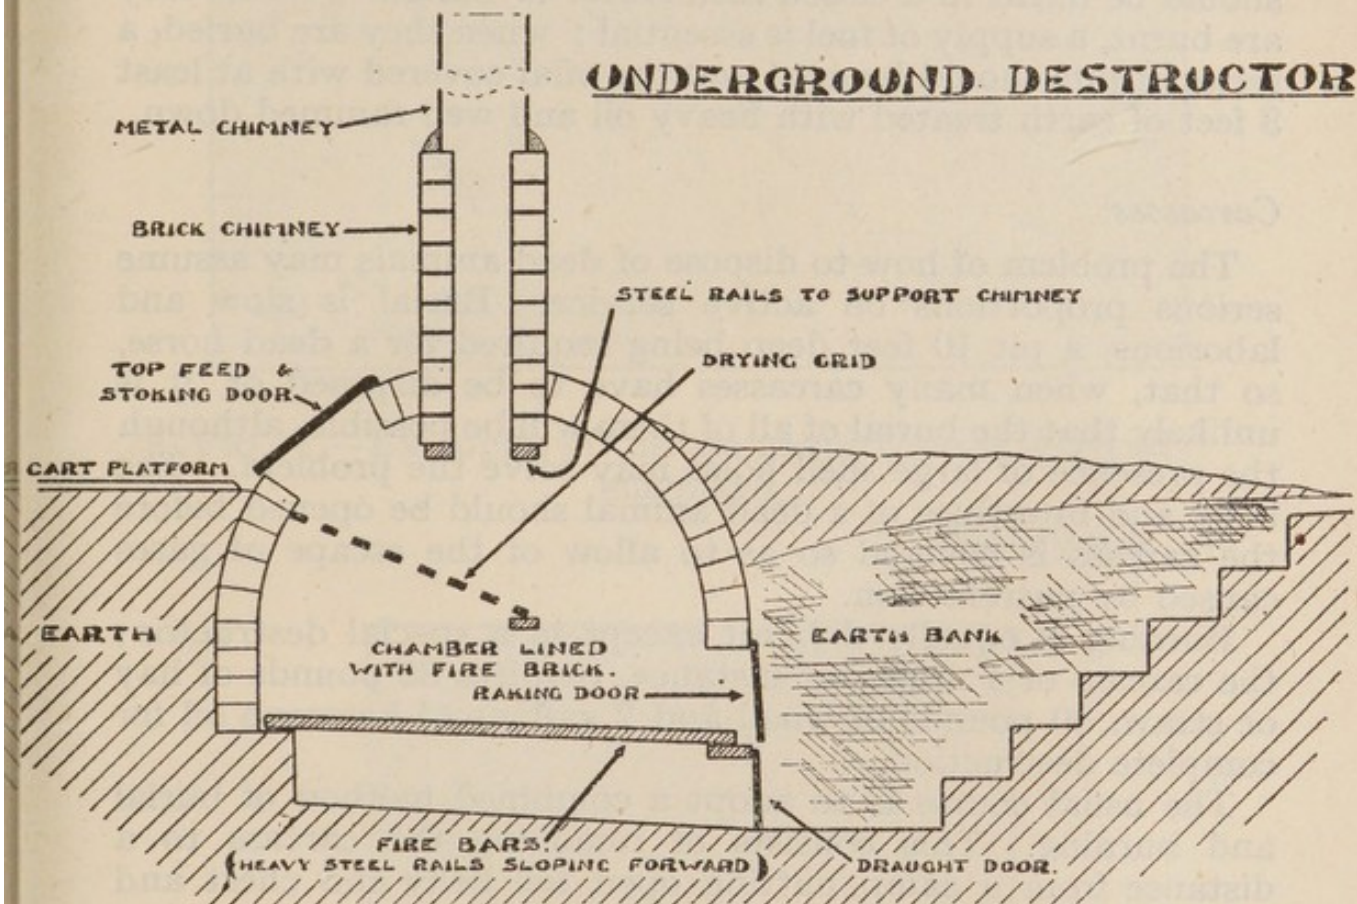 UNDERGROUND DESTRUCTOR
METAL CHIMNEY
BRICK CHIMNEY
STEEL RAILS TO SUPPORT CHIMNEY
DRYING GRID
TOP FEED &
STOKING DOOR
CART PLATFORM
EARTH
CHAMBER LINED
WITH FIRE BRICK.
RAKING DOOR
EARTH BANK
FIRE BARS.
(HEAVY STEEL RAILS SLOPING FORWARD)
DRAUGHT DOOR.